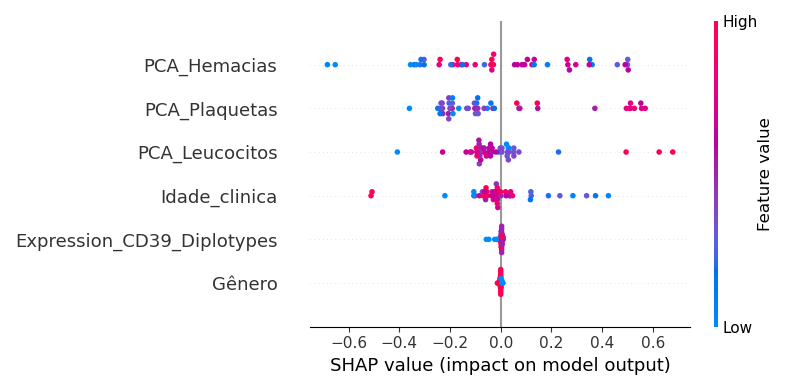 High
PCA_Hemacias
PCA_Plaquetas
PCA_Leucocitos
Idade_clinica
Expression_CD39_Diplotypes
Gênero
Feature value
Low
−0.6 −0.4 −0.2 0.0 0.2 0.4 0.6
SHAP value (impact on model output)